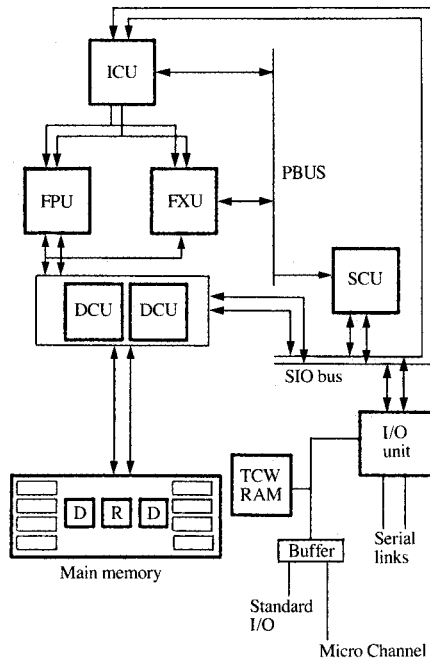 ICU
PBUS
FPU
FXU
SCU
DCU
DCU
SIO bus
I/O
unit
TCW
RAM
D
R
D
Buffer
Serial
links
Main memory
Standard
I/O
Micro Channel